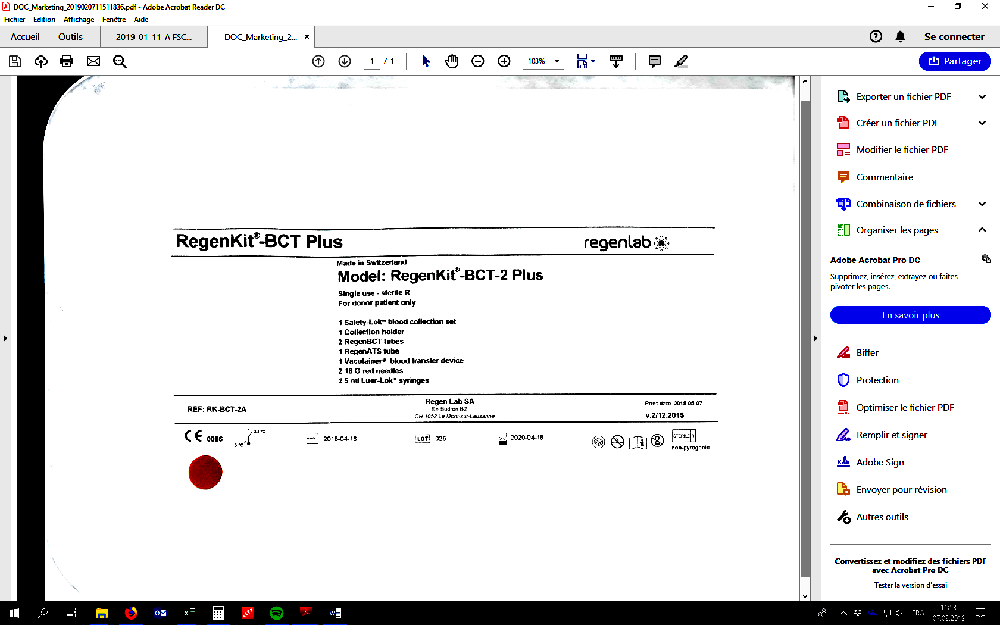 DOC_Marketing_2019020711511836.pdf - Adobe Acrobat Reader DC
Fichier Edition Affichage Fenêtre Aide
Accueil Outils 2019-01-11-A FSC... DOC_Marketing_2... × Se connecter
1 / 1 103% Partager
Exporter un fichier PDF
Créer un fichier PDF
Modifier le fichier PDF
Commentaire
Combinaison de fichiers
Organiser les pages
Adobe Acrobat Pro DC
Supprimez, insérez, extrayez ou faites
pivoter les pages.
En savoir plus
Biffer
Protection
Optimiser le fichier PDF
Remplir et signer
Adobe Sign
Envoyer pour révision
Autres outils
Convertissez et modifiez des fichiers PDF
avec Acrobat Pro DC
Tester la version d'essai
RegenKit®-BCT Plus regenlab
Made in Switzerland
Model: RegenKit®-BCT-2 Plus
Single use - sterile R
For donor patient only
1 Safety-Lok™ blood collection set
1 Collection holder
2 RegenBCT tubes
1 RegenATS tube
1 Vacutainer® blood transfer device
2 18 G red needles
2 5 ml Luer-Lok™ syringes
REF: RK-BCT-2A
Regen Lab SA
En Budron B2
CH-1052 Le Mont-sur-Lausanne
Print date :2018-05-07
v.2/12.2015
CE 0086 5 °C 30 °C 2018-04-18 LOT 025 2020-04-18 STERILE R
non-pyrogenic
FRA
11:53
07.02.2019